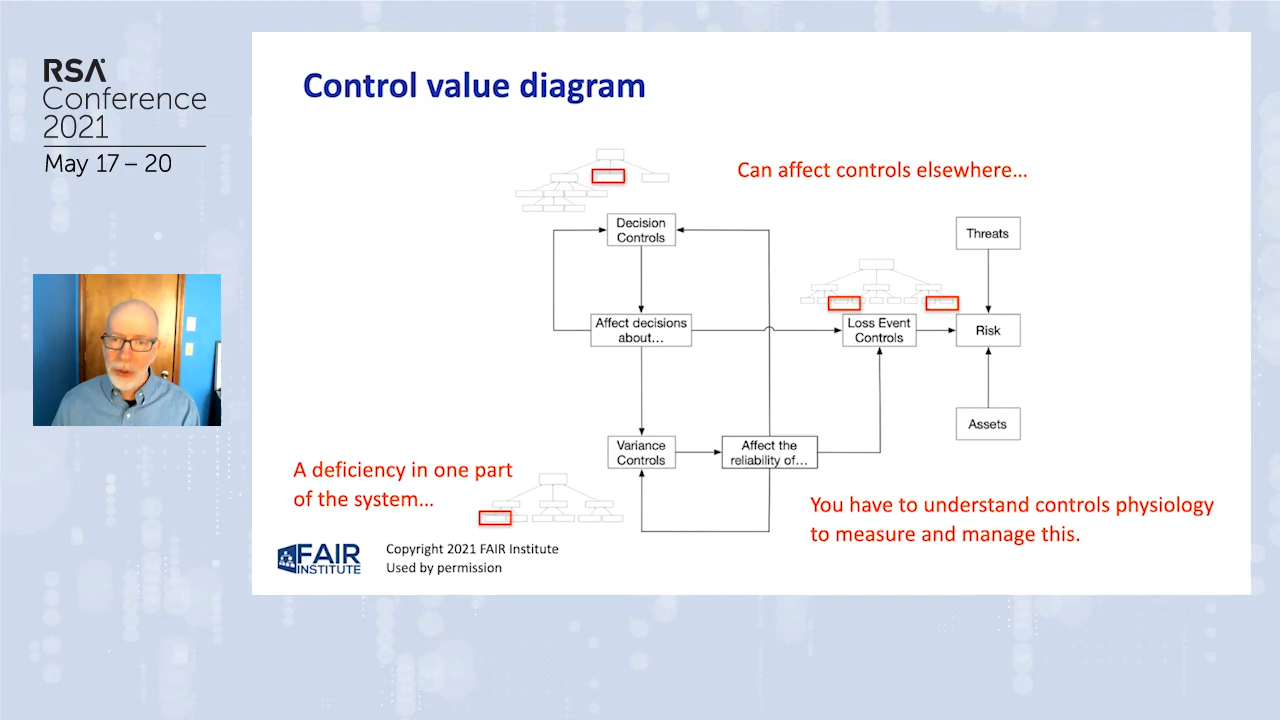 RSA
Conference
2021
May 17 – 20
Control value diagram
Can affect controls elsewhere...
Decision
Controls
Threats
Affect decisions
about...
Loss Event
Controls
Risk
Assets
Variance
Controls
Affect the
reliability of...
A deficiency in one part
of the system...
You have to understand controls physiology
to measure and manage this.
FAIR
INSTITUTE
Copyright 2021 FAIR Institute
Used by permission